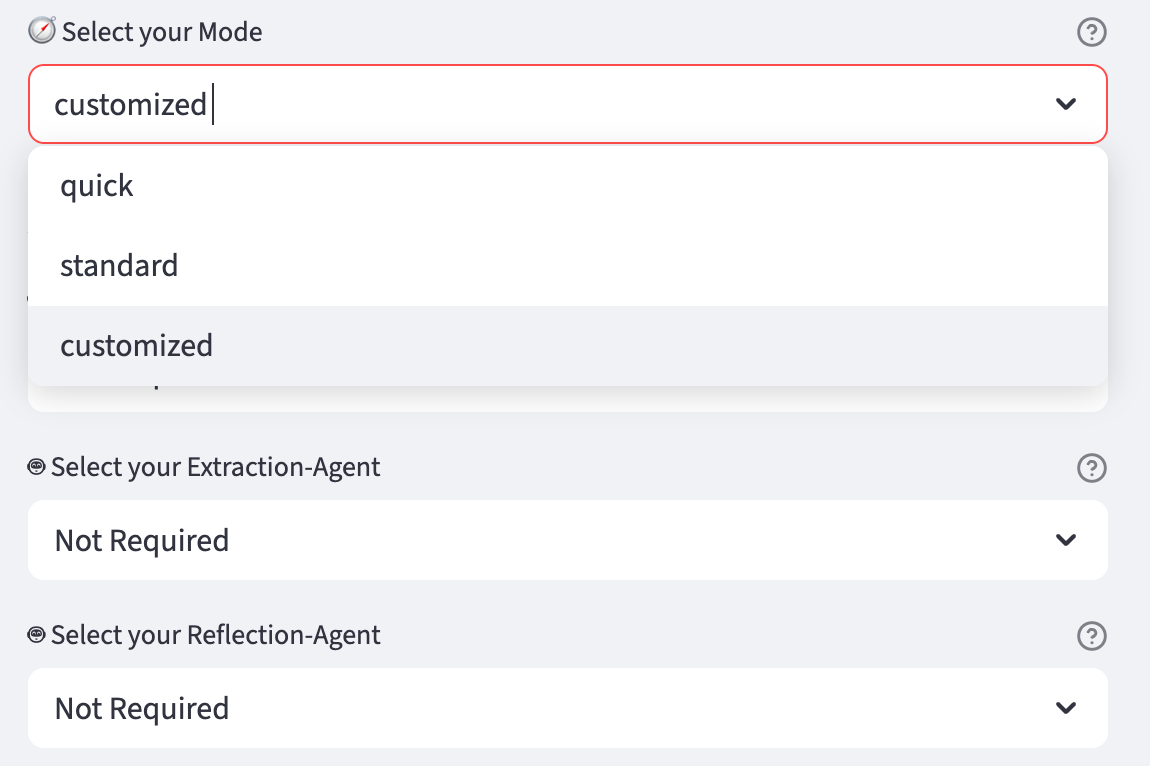 Select your Mode
customized
quick
standard
customized
Select your Extraction-Agent
Not Required
Select your Reflection-Agent
Not Required